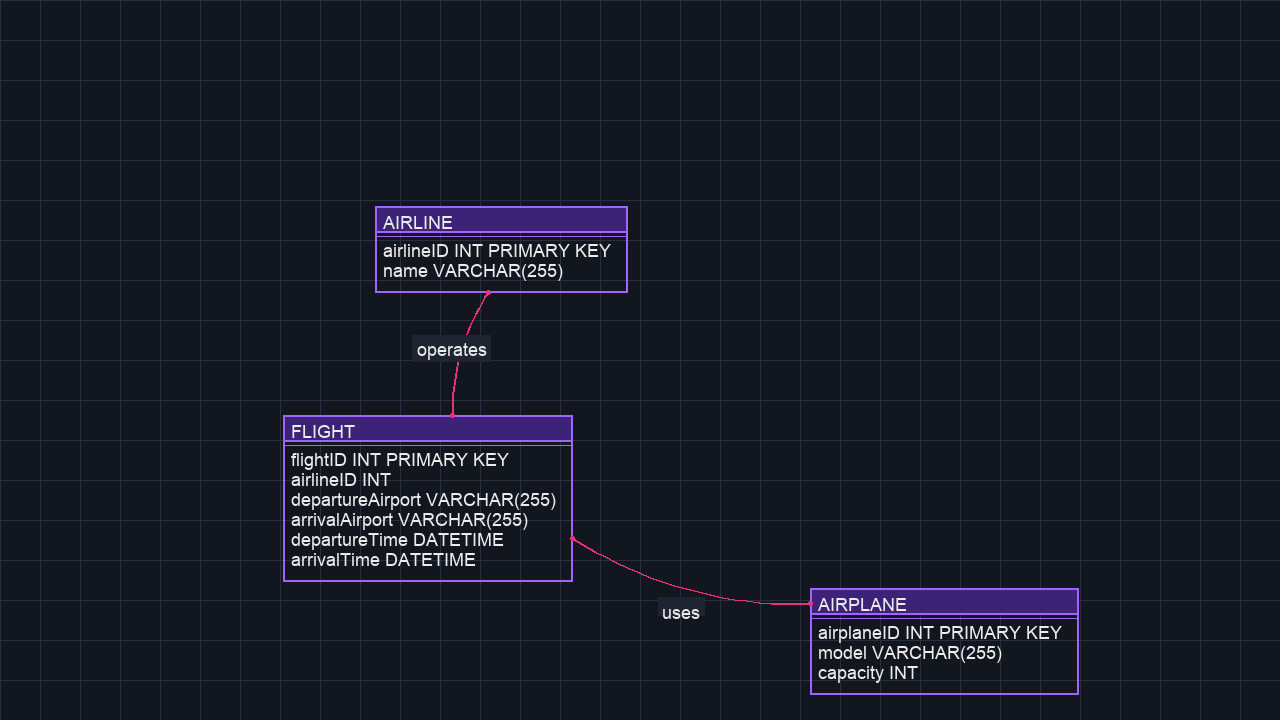 AIRLINE
airlineID INT PRIMARY KEY
name VARCHAR(255)
operates
FLIGHT
flightID INT PRIMARY KEY
airlineID INT
departureAirport VARCHAR(255)
arrivalAirport VARCHAR(255)
departureTime DATETIME
arrivalTime DATETIME
uses
AIRPLANE
airplaneID INT PRIMARY KEY
model VARCHAR(255)
capacity INT